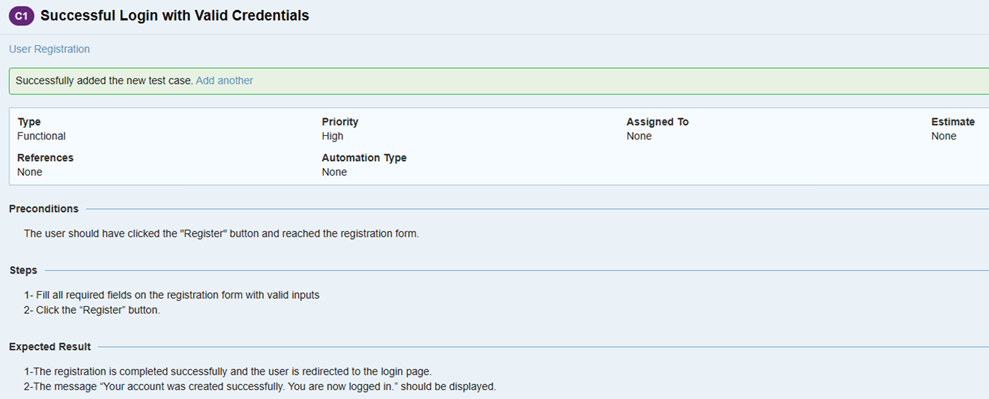 C1 Successful Login with Valid Credentials
User Registration
Successfully added the new test case. Add another
Type Priority Assigned To Estimate
Functional High None None
References Automation Type
None None
Preconditions
The user should have clicked the "Register" button and reached the registration form.
Steps
1- Fill all required fields on the registration form with valid inputs
2- Click the “Register” button.
Expected Result
1-The registration is completed successfully and the user is redirected to the login page.
2-The message “Your account was created successfully. You are now logged in.” should be displayed.